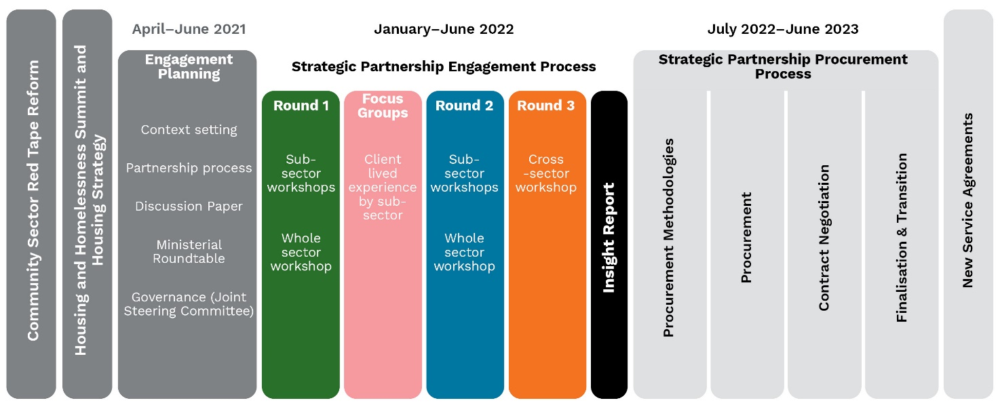 Community Sector Red Tape Reform
Housing and Homelessness Summit and
Housing Strategy
April–June 2021
Engagement
Planning
Context setting
Partnership process
Discussion Paper
Ministerial
Roundtable
Governance (Joint
Steering Committee)
January–June 2022
Strategic Partnership Engagement Process
Round 1
Sub-
sector
workshops
Whole
sector
workshop
Focus
Groups
Client
lived
experience
by sub-
sector
Round 2
Sub-
sector
workshops
Whole
sector
workshop
Round 3
Cross
-sector
workshop
Insight Report
July 2022–June 2023
Strategic Partnership Procurement
Process
Procurement Methodologies
Procurement
Contract Negotiation
Finalisation & Transition
New Service Agreements